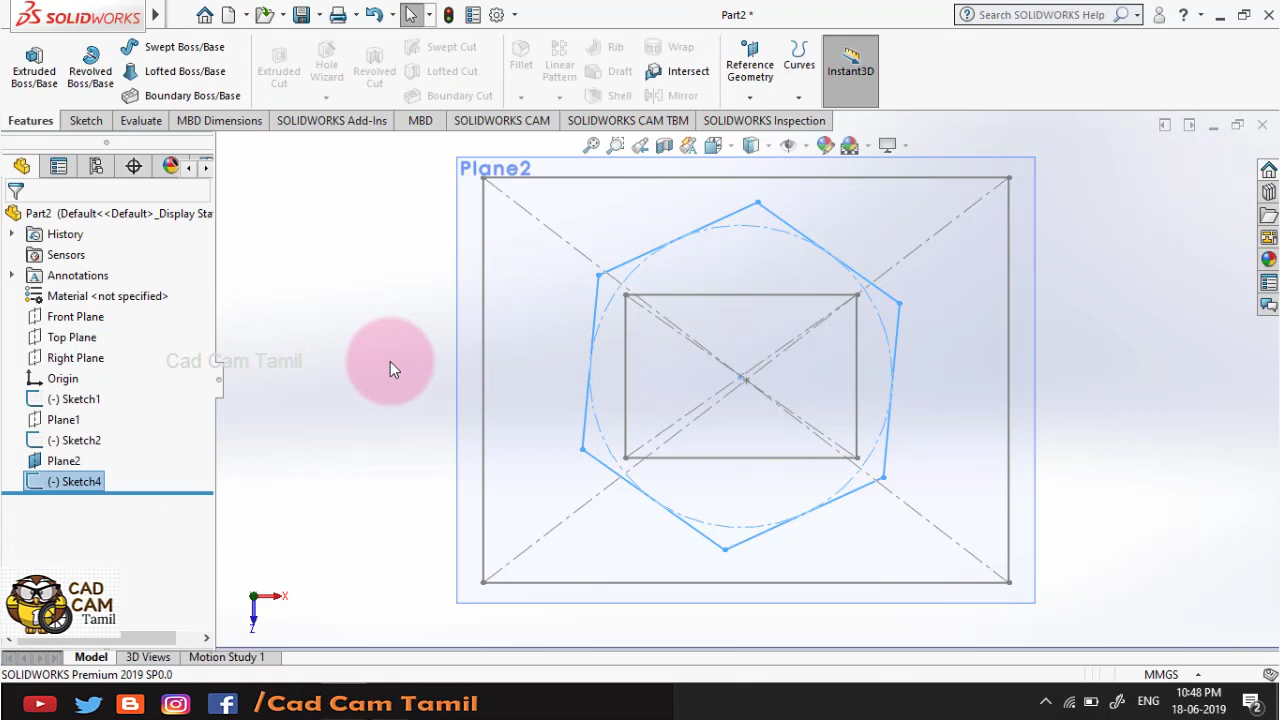 SOLIDWORKS
Part2 *
Search SOLIDWORKS Help
Extruded Boss/Base
Revolved Boss/Base
Swept Boss/Base
Lofted Boss/Base
Boundary Boss/Base
Extruded Cut
Hole Wizard
Revolved Cut
Swept Cut
Lofted Cut
Boundary Cut
Fillet
Linear Pattern
Rib
Draft
Shell
Wrap
Intersect
Mirror
Reference Geometry
Curves
Instant3D
Features
Sketch
Evaluate
MBD Dimensions
SOLIDWORKS Add-Ins
MBD
SOLIDWORKS CAM
SOLIDWORKS CAM TBM
SOLIDWORKS Inspection
Part2 (Default<<Default>_Display Sta
History
Sensors
Annotations
Material <not specified>
Front Plane
Top Plane
Right Plane
Origin
(-) Sketch1
Plane1
(-) Sketch2
Plane2
(-) Sketch4
Plane2
Cad Cam Tamil
X
Z
CAD
CAM
Tamil
Model
3D Views
Motion Study 1
SOLIDWORKS Premium 2019 SP0.0
MMGS
/Cad Cam Tamil
ENG
10:48 PM
18-06-2019
2